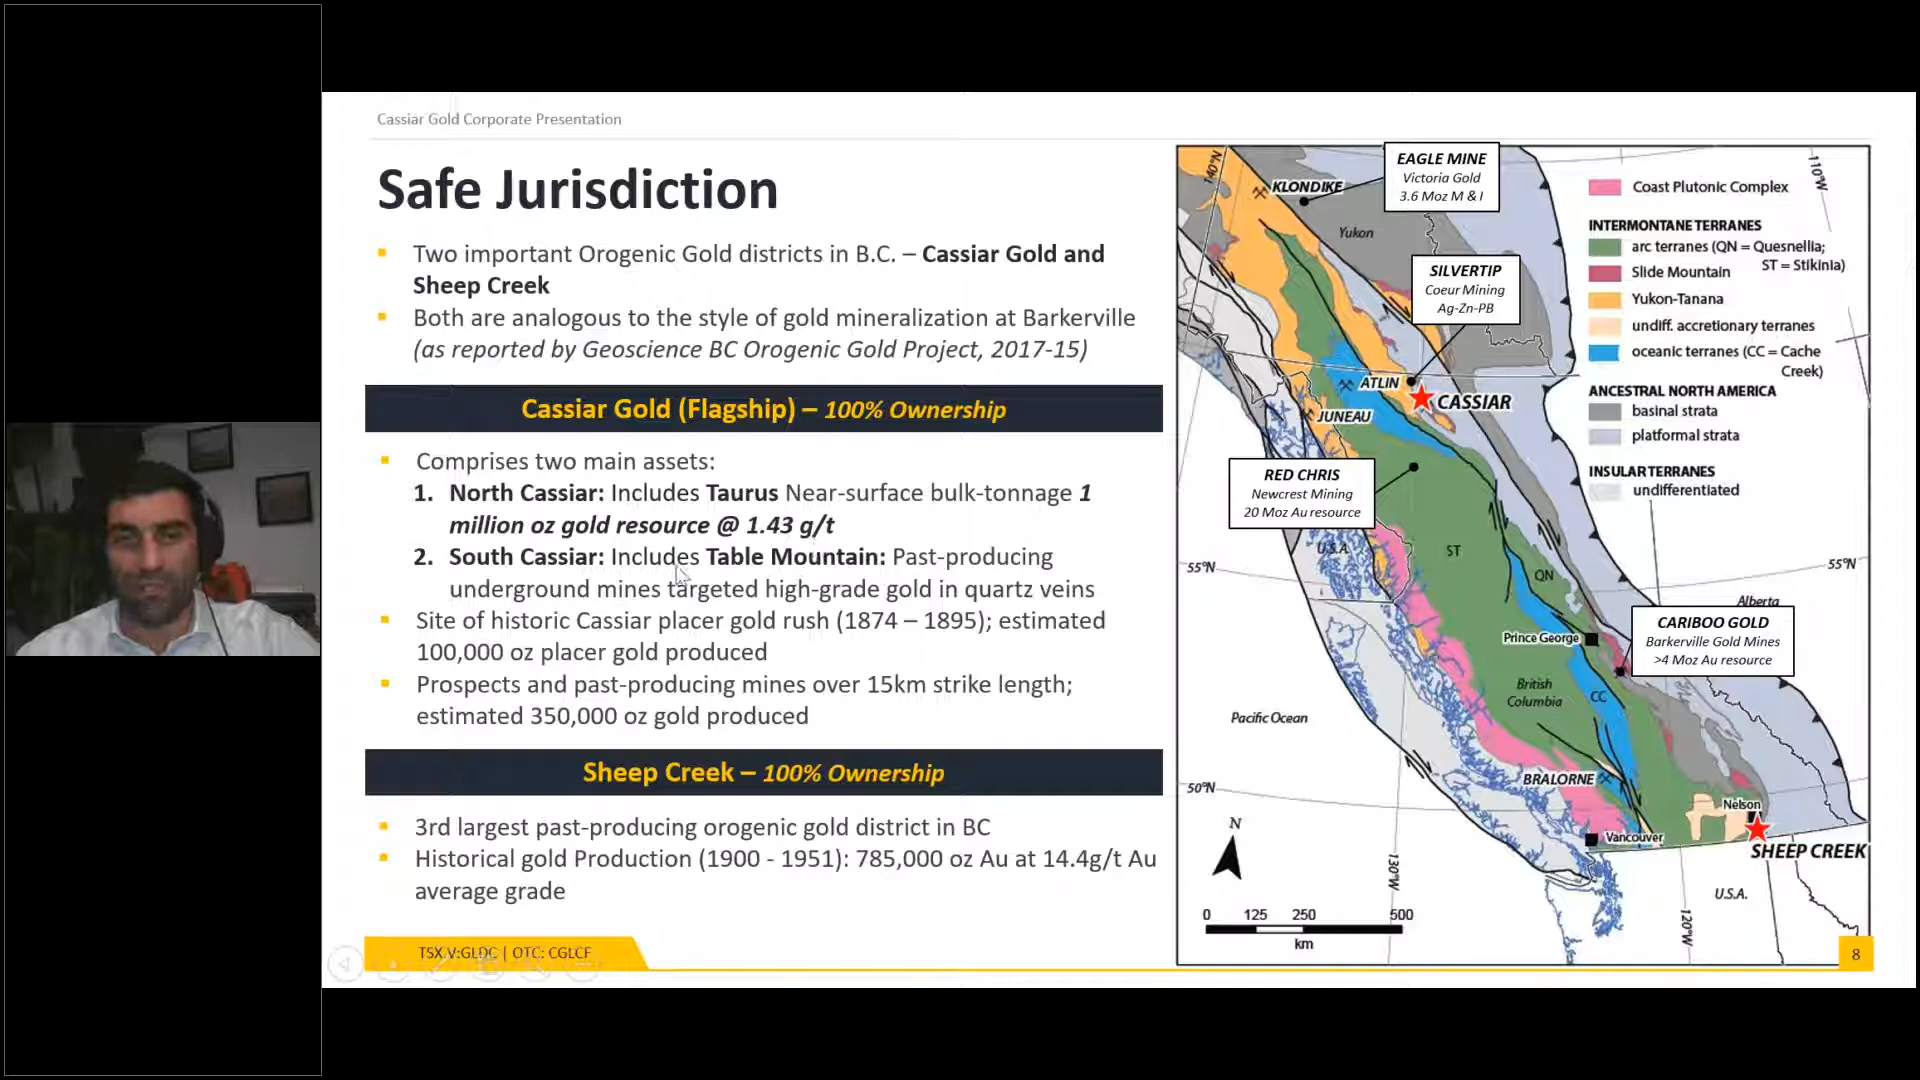 Cassiar Gold Corporate Presentation
Safe Jurisdiction
Two important Orogenic Gold districts in B.C. – Cassiar Gold and
Sheep Creek
Both are analogous to the style of gold mineralization at Barkerville
(as reported by Geoscience BC Orogenic Gold Project, 2017-15)
Cassiar Gold (Flagship) – 100% Ownership
Comprises two main assets:
1. North Cassiar: Includes Taurus Near-surface bulk-tonnage 1
million oz gold resource @ 1.43 g/t
2. South Cassiar: Includes Table Mountain: Past-producing
underground mines targeted high-grade gold in quartz veins
Site of historic Cassiar placer gold rush (1874 – 1895); estimated
100,000 oz placer gold produced
Prospects and past-producing mines over 15km strike length;
estimated 350,000 oz gold produced
Sheep Creek – 100% Ownership
3rd largest past-producing orogenic gold district in BC
Historical gold Production (1900 - 1951): 785,000 oz Au at 14.4g/t Au
average grade
TSX.V:GLDC | OTC: CGLCF
8
140°N
110°W
KLONDIKE
EAGLE MINE
Victoria Gold
3.6 Moz M & I
Yukon
SILVERTIP
Coeur Mining
Ag-Zn-PB
ATLIN
CASSIAR
JUNEAU
RED CHRIS
Newcrest Mining
20 Moz Au resource
U.S.A.
ST
QN
55°N
55°N
Alberta
CARIBOO GOLD
Barkerville Gold Mines
>4 Moz Au resource
Prince George
British
Columbia
CC
Pacific Ocean
50°N
BRALORNE
Nelson
Vancouver
SHEEP CREEK
U.S.A.
N
130°W
120°W
0 125 250 500
km
Coast Plutonic Complex
INTERMONTANE TERRANES
arc terranes (QN = Quesnellia;
ST = Stikinia)
Slide Mountain
Yukon-Tanana
undiff. accretionary terranes
oceanic terranes (CC = Cache
Creek)
ANCESTRAL NORTH AMERICA
basinal strata
platformal strata
INSULAR TERRANES
undifferentiated